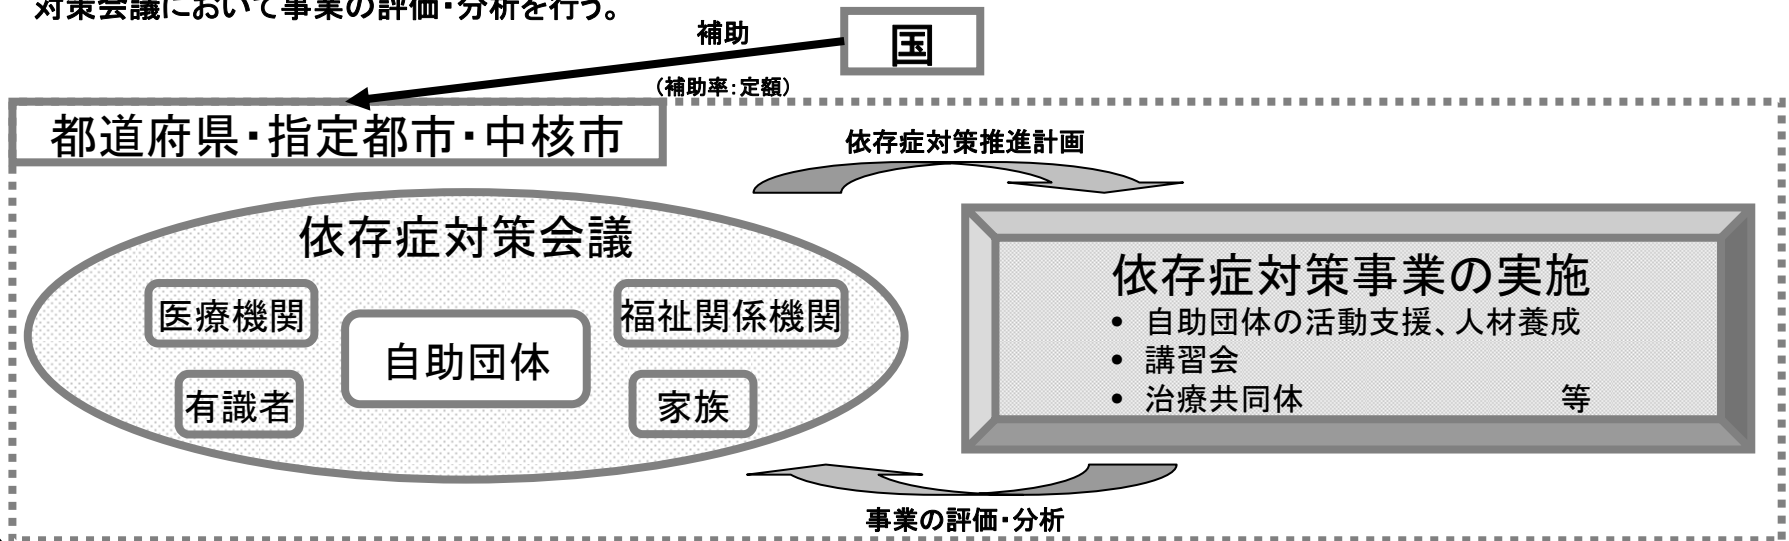 対策会議において事業の評価・分析を行う。
補助
国
（補助率：定額）
都道府県・指定都市・中核市
依存症対策推進計画
依存症対策会議
医療機関
福祉関係機関
自助団体
有識者
家族
依存症対策事業の実施
• 自助団体の活動支援、人材養成
• 講習会
• 治療共同体 等
事業の評価・分析